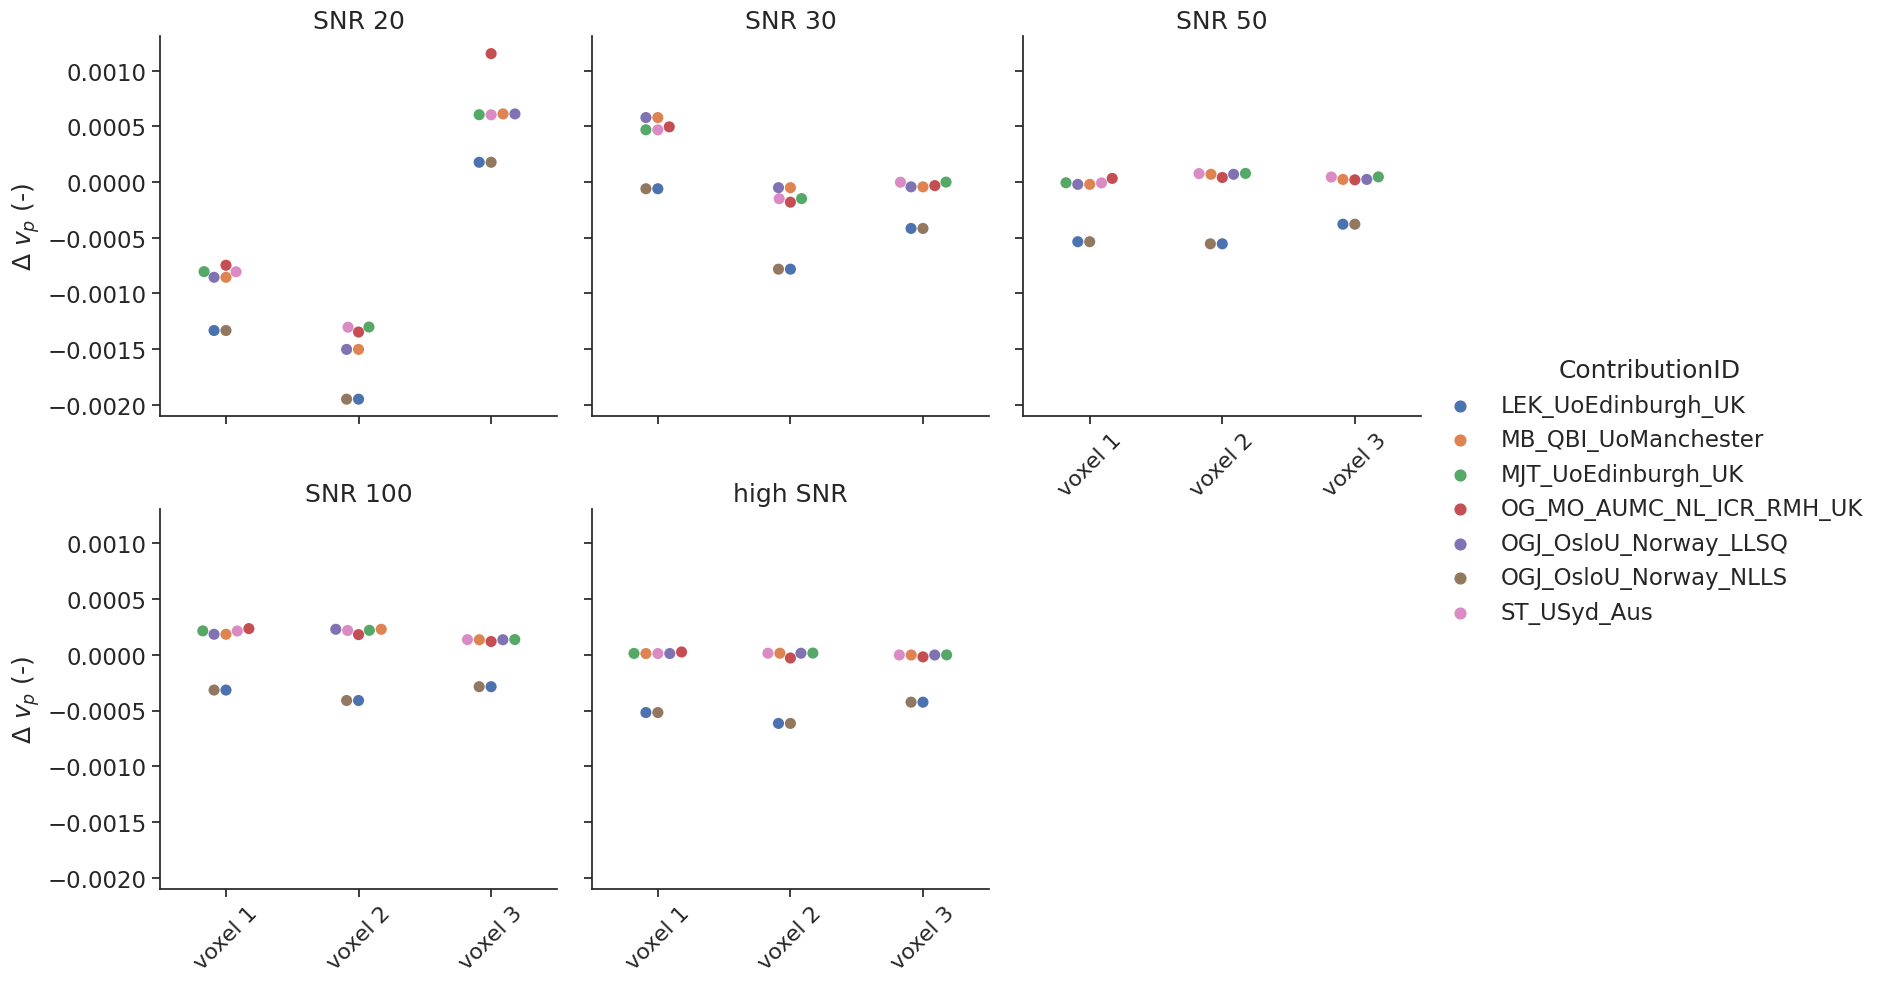 SNR 20
SNR 30
SNR 50
0.0010
0.0005
0.0000
−0.0005
−0.0010
−0.0015
−0.0020
Δ v_p (-)
voxel 1
voxel 2
voxel 3
ContributionID
LEK_UoEdinburgh_UK
MB_QBI_UoManchester
MJT_UoEdinburgh_UK
OG_MO_AUMC_NL_ICR_RMH_UK
OGJ_OsloU_Norway_LLSQ
OGJ_OsloU_Norway_NLLS
ST_USyd_Aus
SNR 100
high SNR
0.0010
0.0005
0.0000
−0.0005
−0.0010
−0.0015
−0.0020
Δ v_p (-)
voxel 1
voxel 2
voxel 3
voxel 1
voxel 2
voxel 3